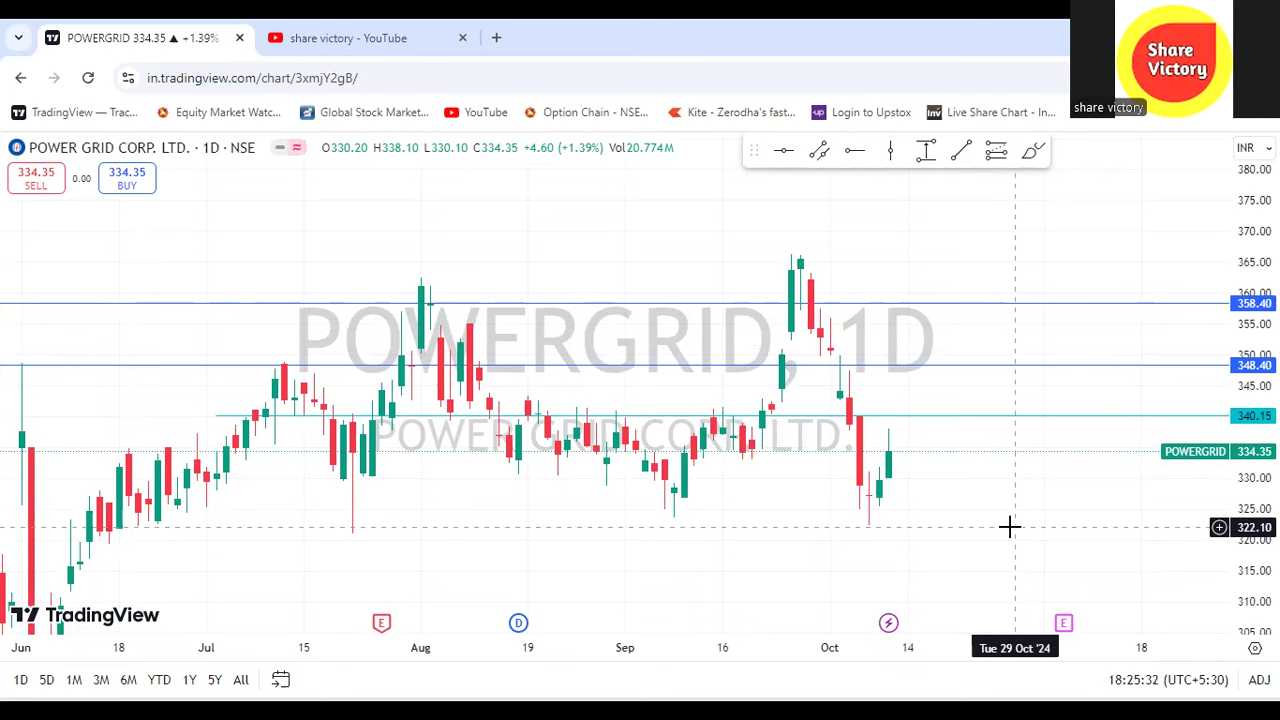 POWERGRID 334.35 ▲ +1.39%
share victory - YouTube
Share
Victory
share victory
in.tradingview.com/chart/3xmjY2gB/
TradingView — Trac...
Equity Market Watc...
Global Stock Market...
YouTube
Option Chain - NSE...
Kite - Zerodha's fast...
Login to Upstox
Live Share Chart - In...
POWER GRID CORP. LTD. · 1D · NSE
O330.20 H338.10 L330.10 C334.35 +4.60 (+1.39%) Vol20.774M
INR
334.35
SELL
0.00
334.35
BUY
POWERGRID, 1D
POWER GRID CORP. LTD.
380.00
375.00
370.00
365.00
360.00
358.40
355.00
350.00
348.40
345.00
340.15
POWERGRID 334.35
330.00
325.00
322.10
320.00
315.00
310.00
305.00
TradingView
E
D
E
Jun
18
Jul
15
Aug
19
Sep
16
Oct
14
Tue 29 Oct '24
18
1D
5D
1M
3M
6M
YTD
1Y
5Y
All
18:25:32 (UTC+5:30)
ADJ